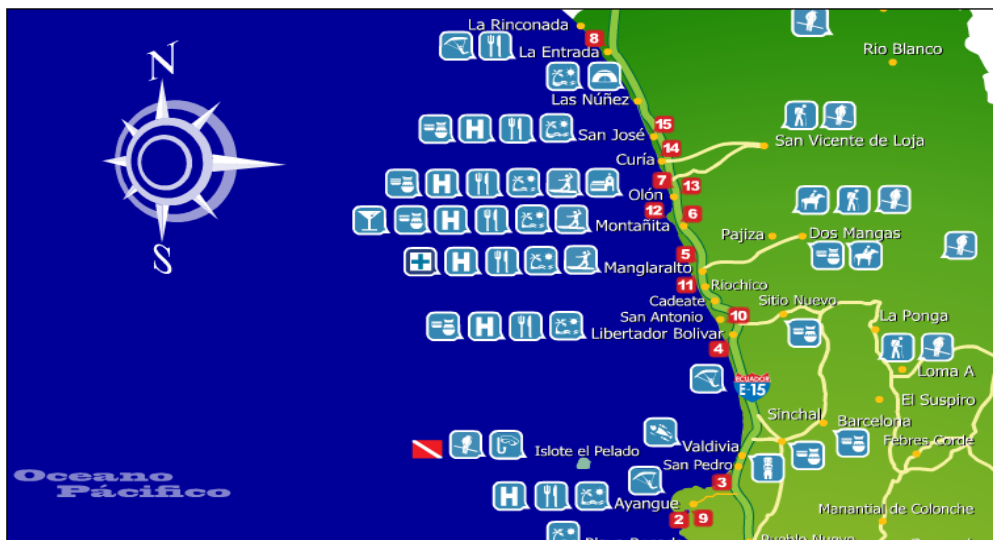 La Rinconada
8
La Entrada
Rio Blanco
N
Las Núñez
15
San José
14
San Vicente de Loja
Curía
H
7
13
Olón
H
12
6
Montañita
H
Pajiza
Dos Mangas
5
Manglaralto
H
11
Riochico
Cadeate
Sitio Nuevo
San Antonio
10
La Ponga
H
Libertador Bolivar
4
Loma A
ECUADOR
E-15
El Suspiro
Sinchal
Barcelona
Valdivia
Febres Corde
Islote el Pelado
San Pedro
Oceano
Pácifico
3
H
Ayangue
2
9
Manantial de Colonche
S